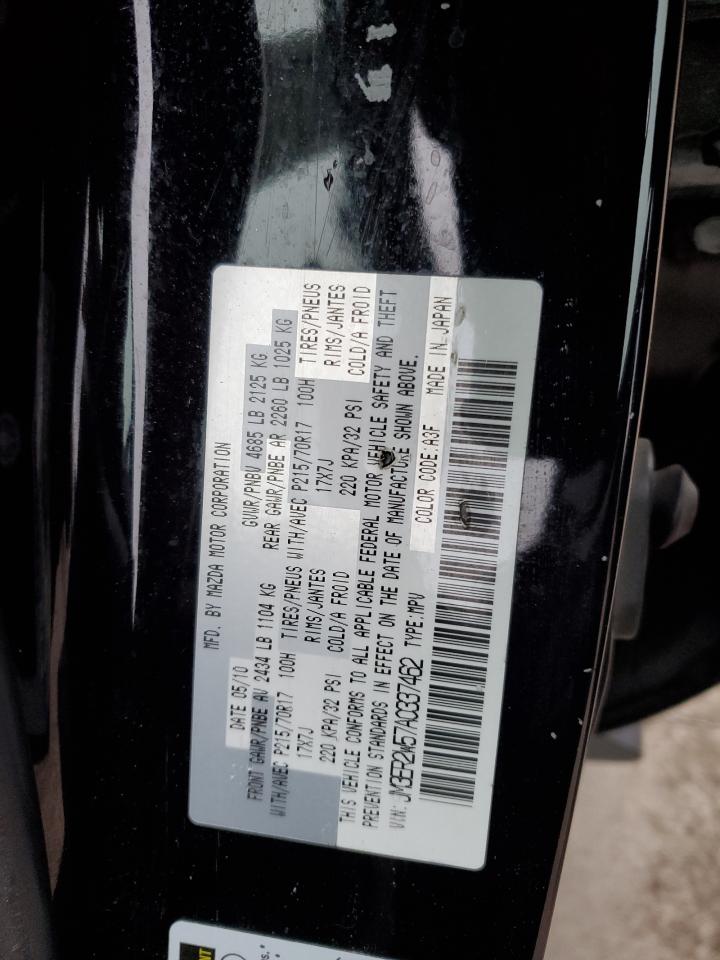 MFD. BY MAZDA MOTOR CORPORATION
DATE 05/10 GVWR/PNBV 4685 LB 2125 KG
FRONT GAWR/PNBE AV 2434 LB 1104 KG REAR GAWR/PNBE AR 2260 LB 1025 KG
WITH/AVEC P215/70R17 100H TIRES/PNEUS WITH/AVEC P215/70R17 100H TIRES/PNEUS
17X7J RIMS/JANTES 17X7J RIMS/JANTES
220 KPA/32 PSI COLD/A FROID 220 KPA/32 PSI COLD/A FROID
THIS VEHICLE CONFORMS TO ALL APPLICABLE FEDERAL MOTOR VEHICLE SAFETY AND THEFT
PREVENTION STANDARDS IN EFFECT ON THE DATE OF MANUFACTURE SHOWN ABOVE.
VIN: JM3ER2W57A0337462 TYPE:MPV COLOR CODE:A3F MADE IN JAPAN